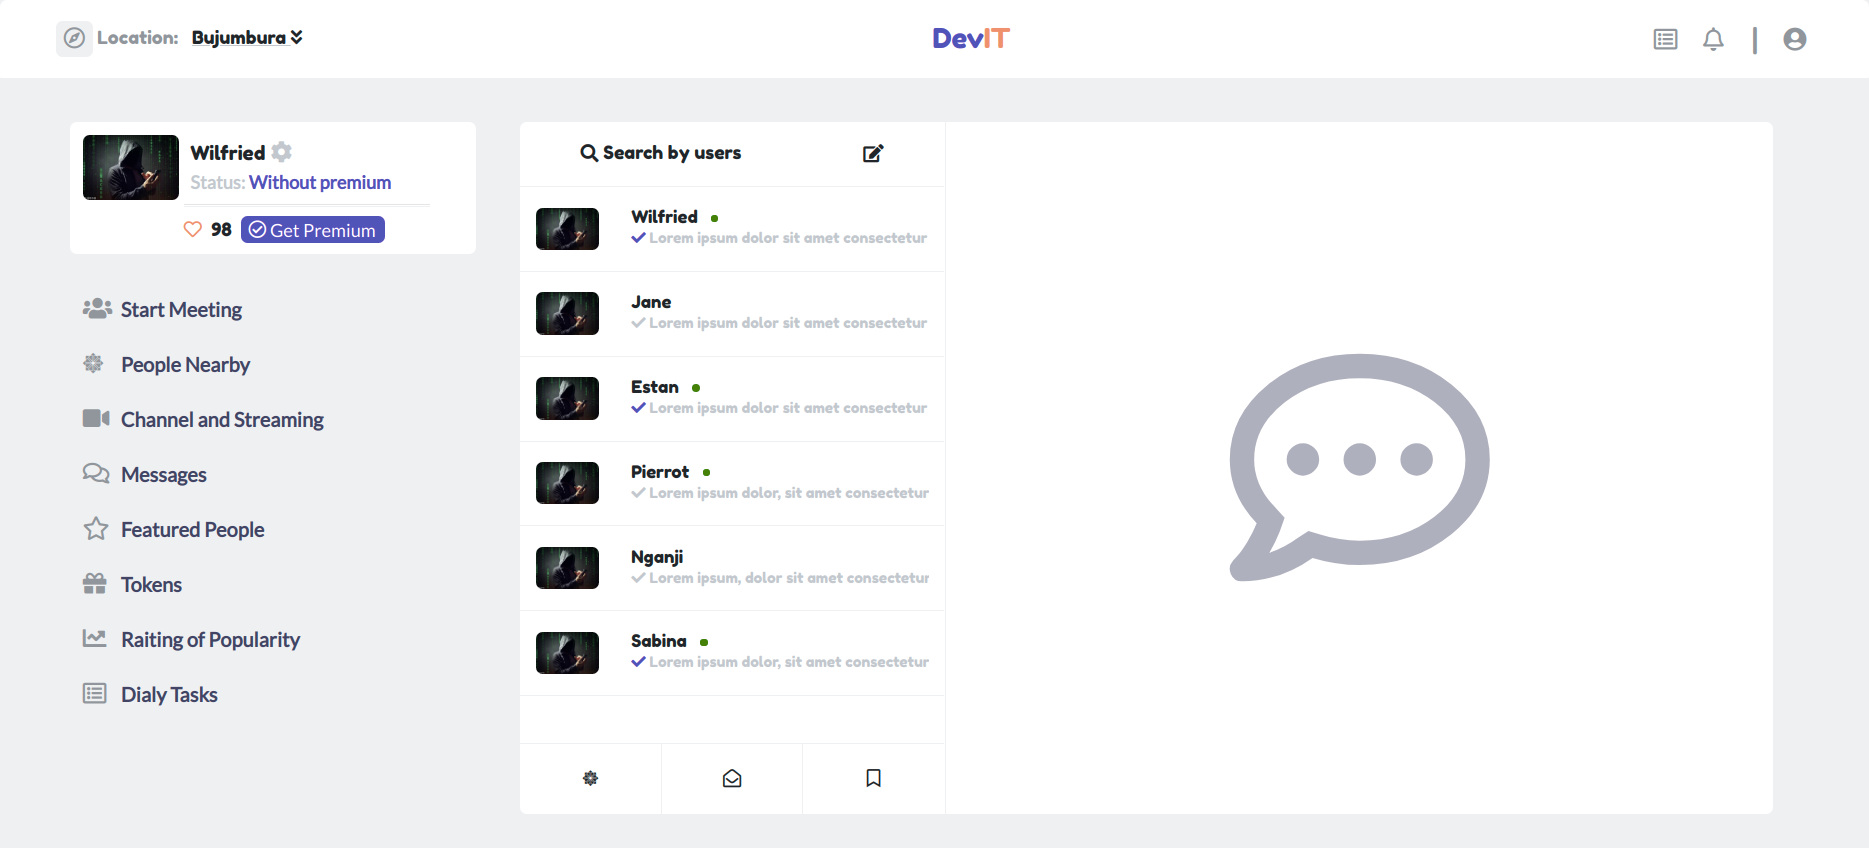 Location: Bujumbura
DevIT
Wilfried
Status: Without premium
98 Get Premium
Start Meeting
People Nearby
Channel and Streaming
Messages
Featured People
Tokens
Raiting of Popularity
Dialy Tasks
Search by users
Wilfried
Lorem ipsum dolor sit amet consectetur
Jane
Lorem ipsum dolor sit amet consectetur
Estan
Lorem ipsum dolor sit amet consectetur
Pierrot
Lorem ipsum dolor, sit amet consectetur
Nganji
Lorem ipsum, dolor sit amet consectetur
Sabina
Lorem ipsum dolor, sit amet consectetur